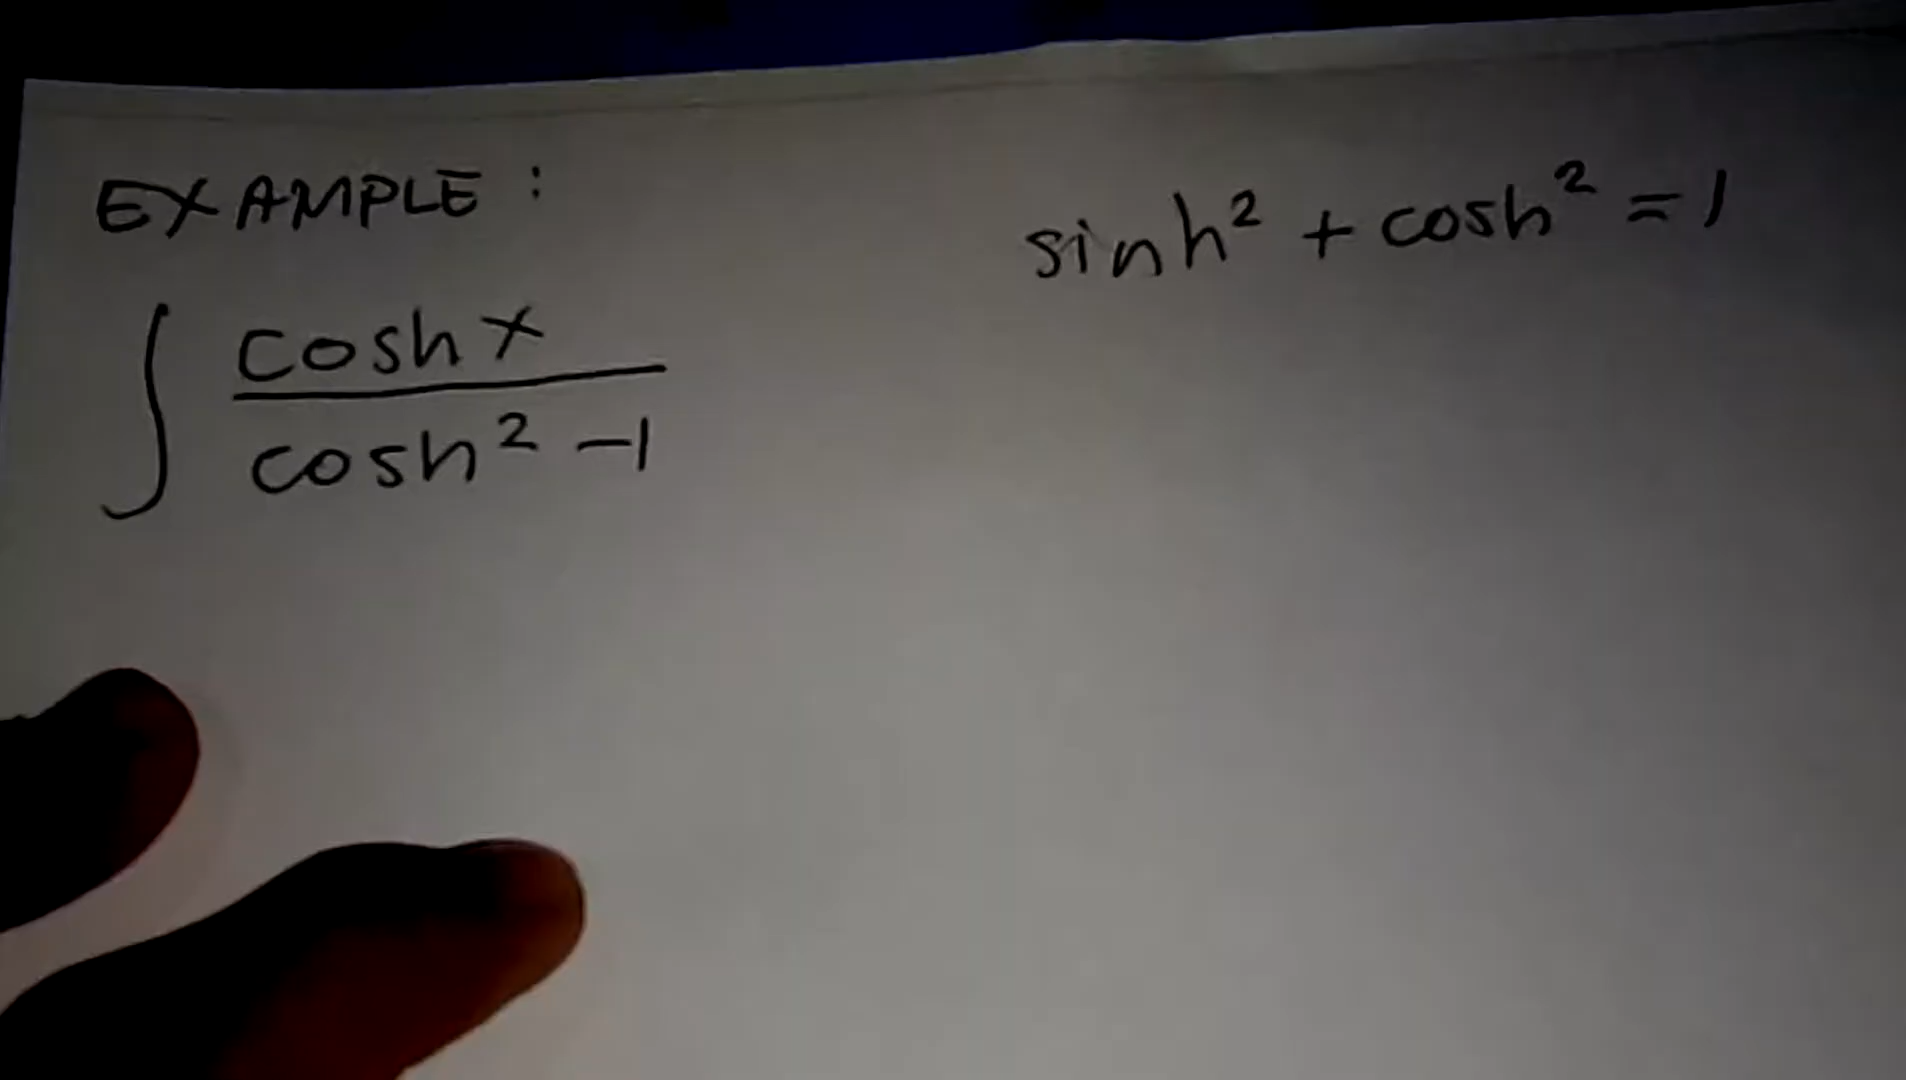 EXAMPLE :
sinh² + cosh² = 1
∫ cosh x
cosh² -1